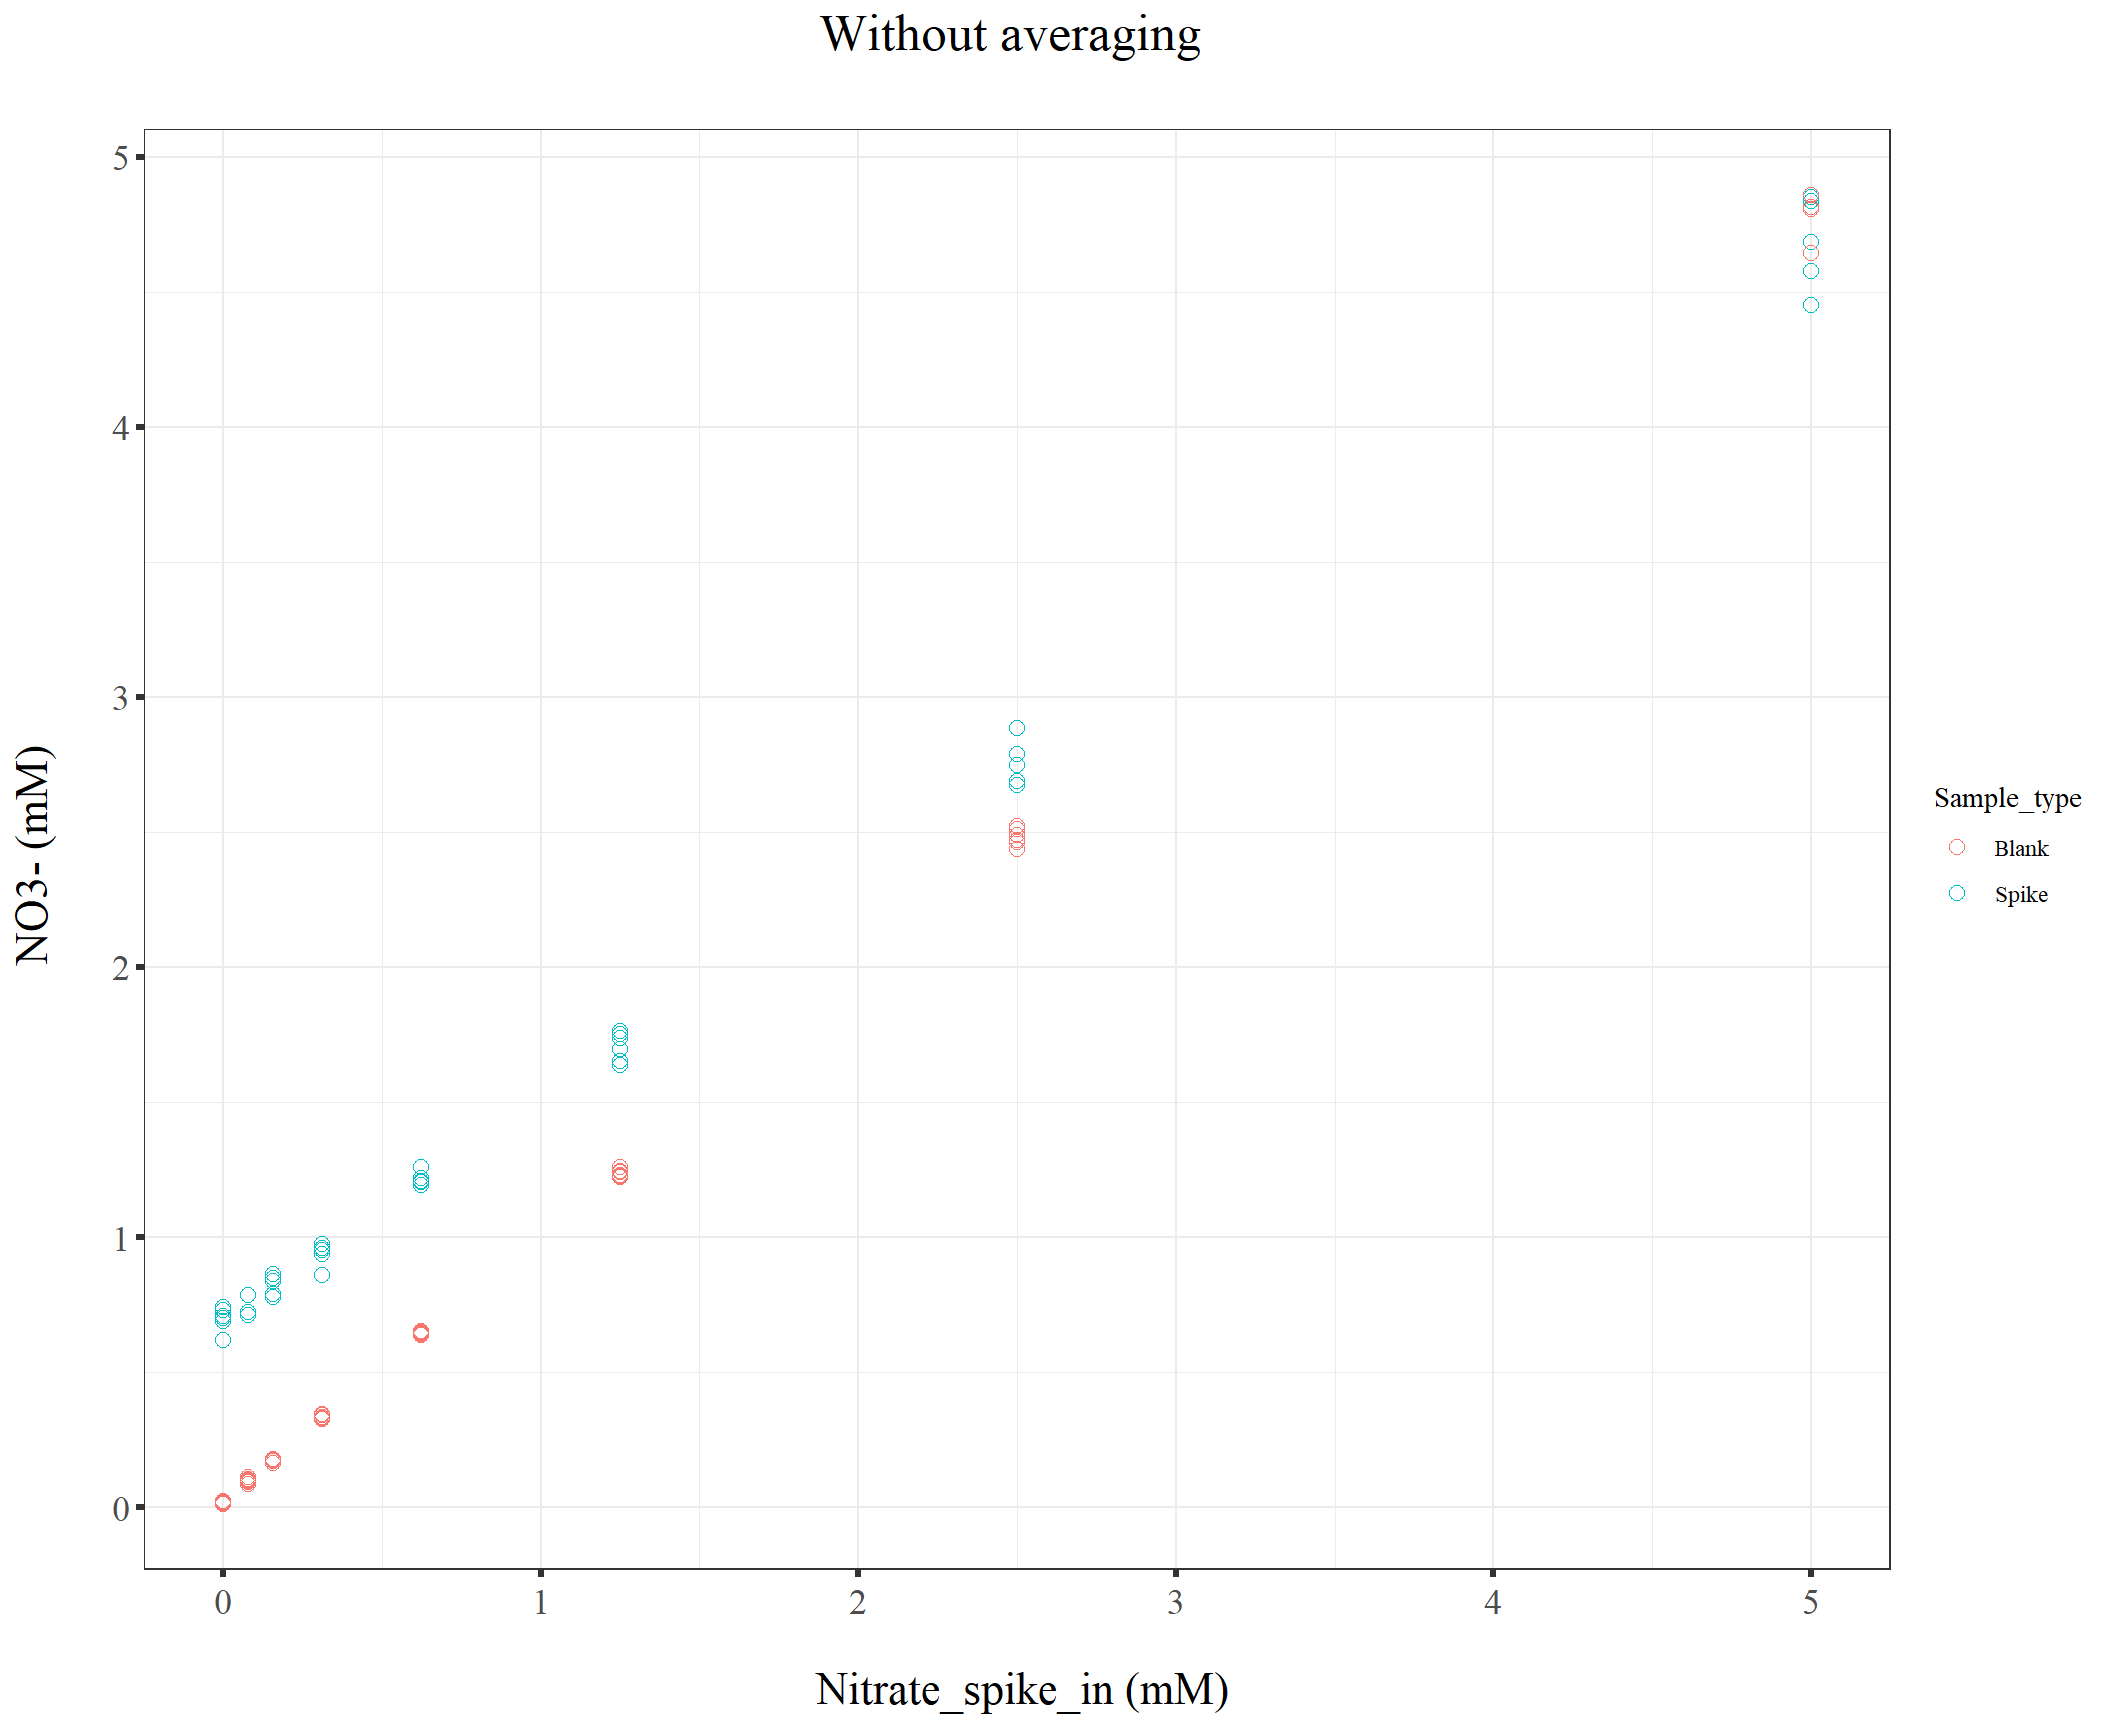 Without averaging
5
4
3
2
1
0
NO3- (mM)
0 1 2 3 4 5
Nitrate_spike_in (mM)
Sample_type
Blank
Spike